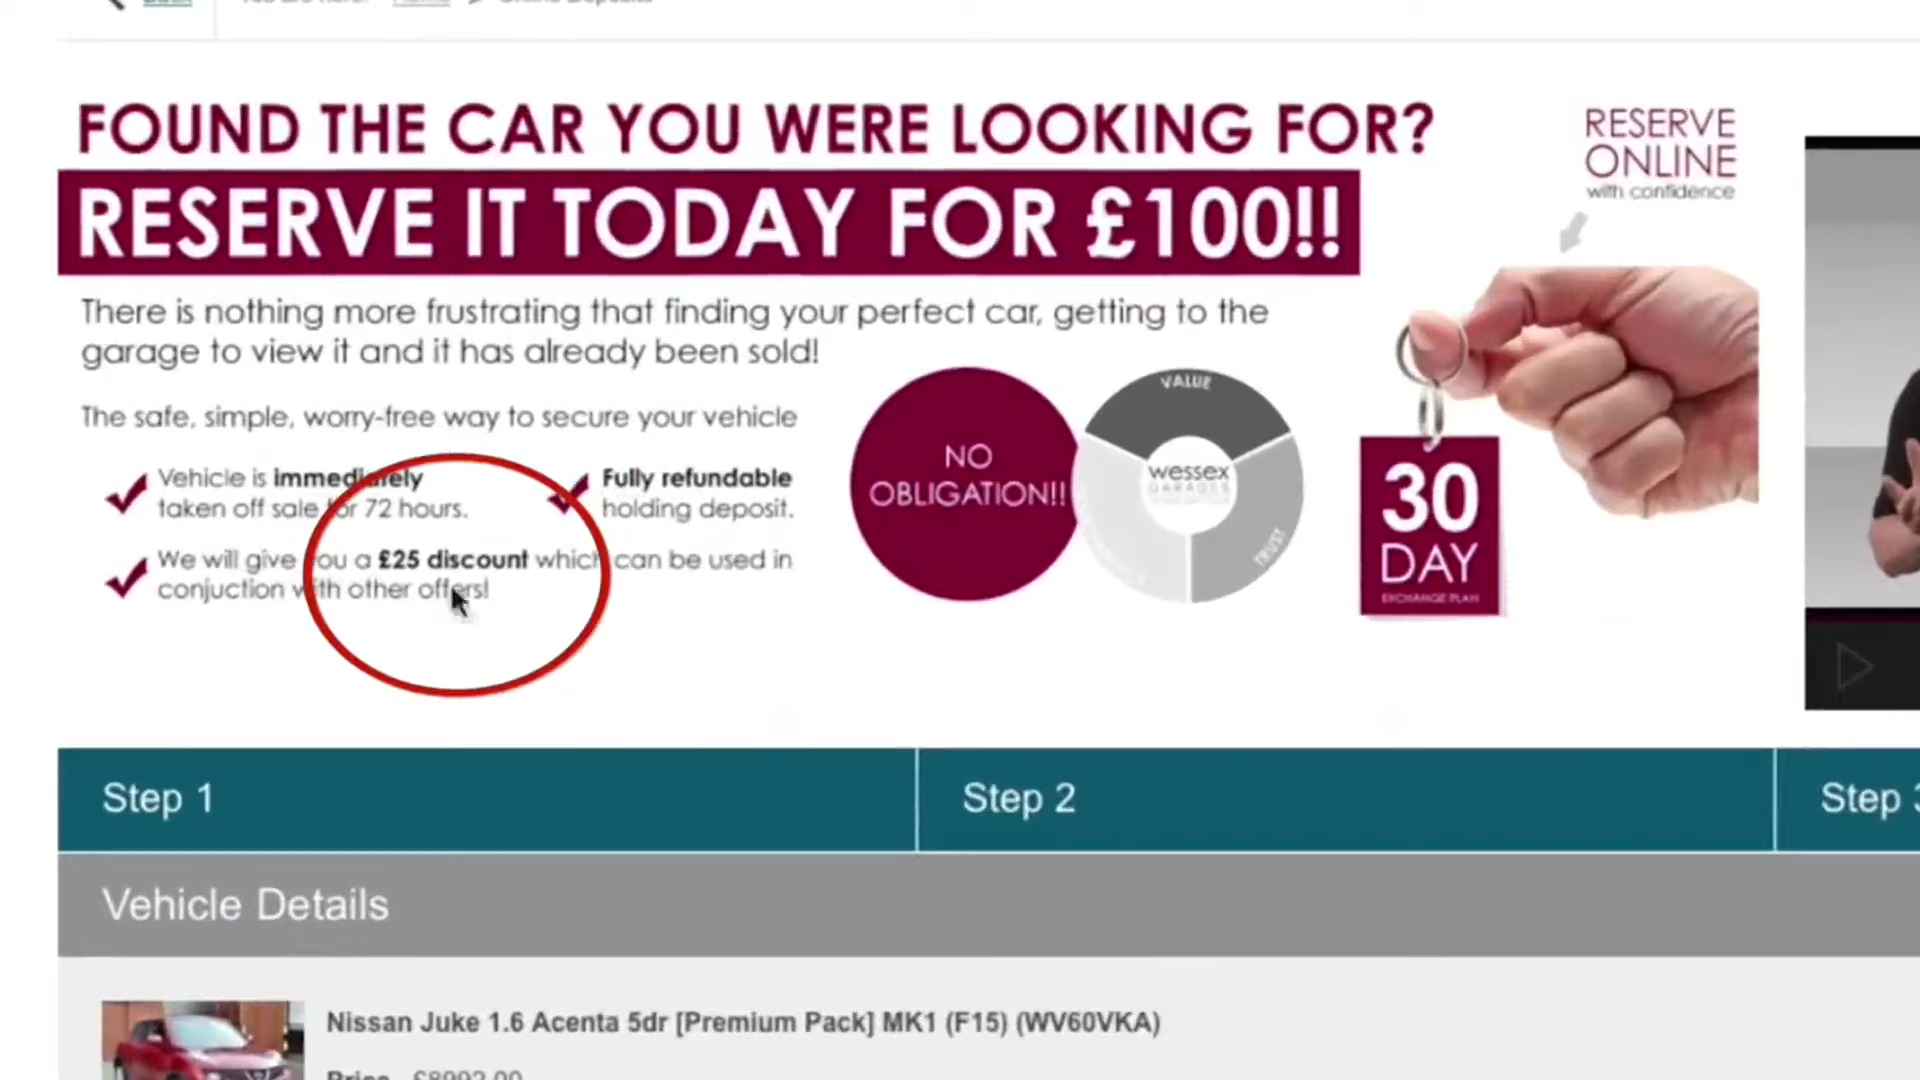 FOUND THE CAR YOU WERE LOOKING FOR?
RESERVE IT TODAY FOR £100!!
RESERVE
ONLINE
with confidence
There is nothing more frustrating that finding your perfect car, getting to the
garage to view it and it has already been sold!
The safe, simple, worry-free way to secure your vehicle
Vehicle is immediately
taken off sale for 72 hours.
Fully refundable
holding deposit.
We will give you a £25 discount which can be used in
conjuction with other offers!
NO
OBLIGATION!!
VALUE
wessex
GARAGES
TRUST
30
DAY
EXCHANGE PLAN
Step 1
Step 2
Step
Vehicle Details
Nissan Juke 1.6 Acenta 5dr [Premium Pack] MK1 (F15) (WV60VKA)
Price